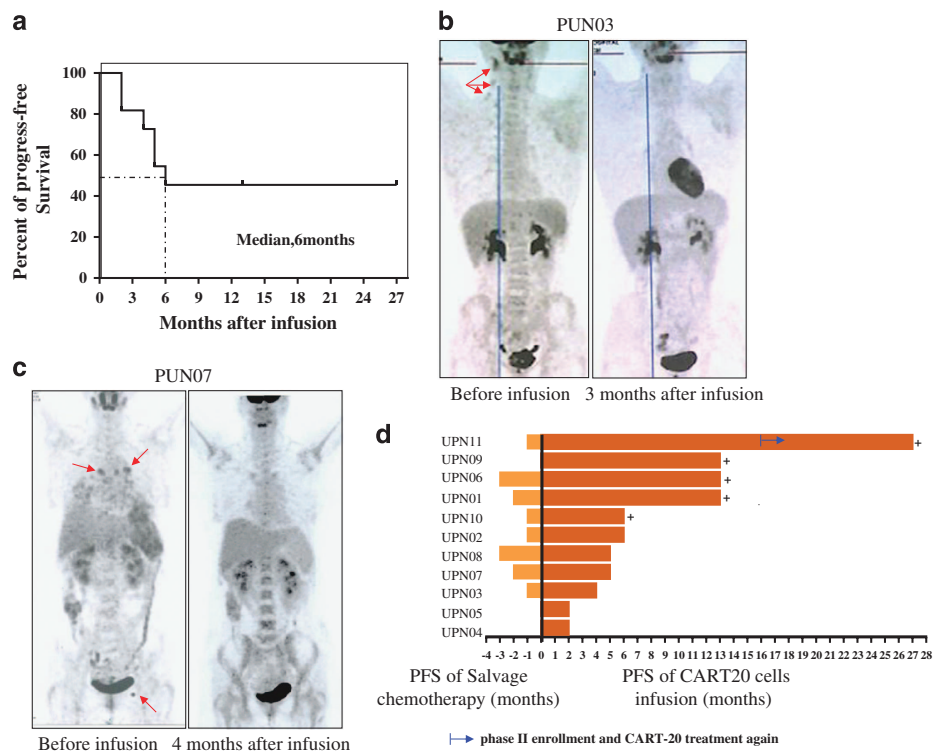 a
Percent of progress-free
Survival
100
80
60
40
20
0
Median,6months
0 3 6 9 12 15 18 21 24 27
Months after infusion
b
PUN03
Before infusion 3 months after infusion
c
PUN07
Before infusion 4 months after infusion
d
UPN11
+
UPN09
+
UPN06
+
UPN01
+
UPN10
+
UPN02
UPN08
UPN07
UPN03
UPN05
UPN04
-4 -3 -2 -1 0 1 2 3 4 5 6 7 8 9 10 11 12 13 14 15 16 17 18 19 20 21 22 23 24 25 26 27 28
PFS of Salvage
chemotherapy (months)
PFS of CART20 cells
infusion (months)
phase II enrollment and CART-20 treatment again